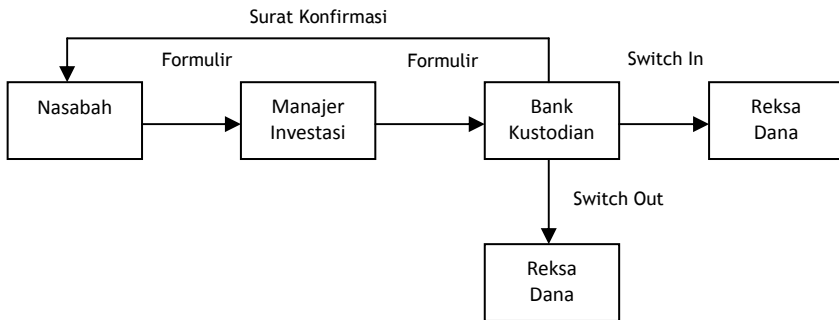 Surat Konfirmasi
Formulir
Formulir
Switch In
Nasabah
Manajer
Investasi
Bank
Kustodian
Reksa
Dana
Switch Out
Reksa
Dana